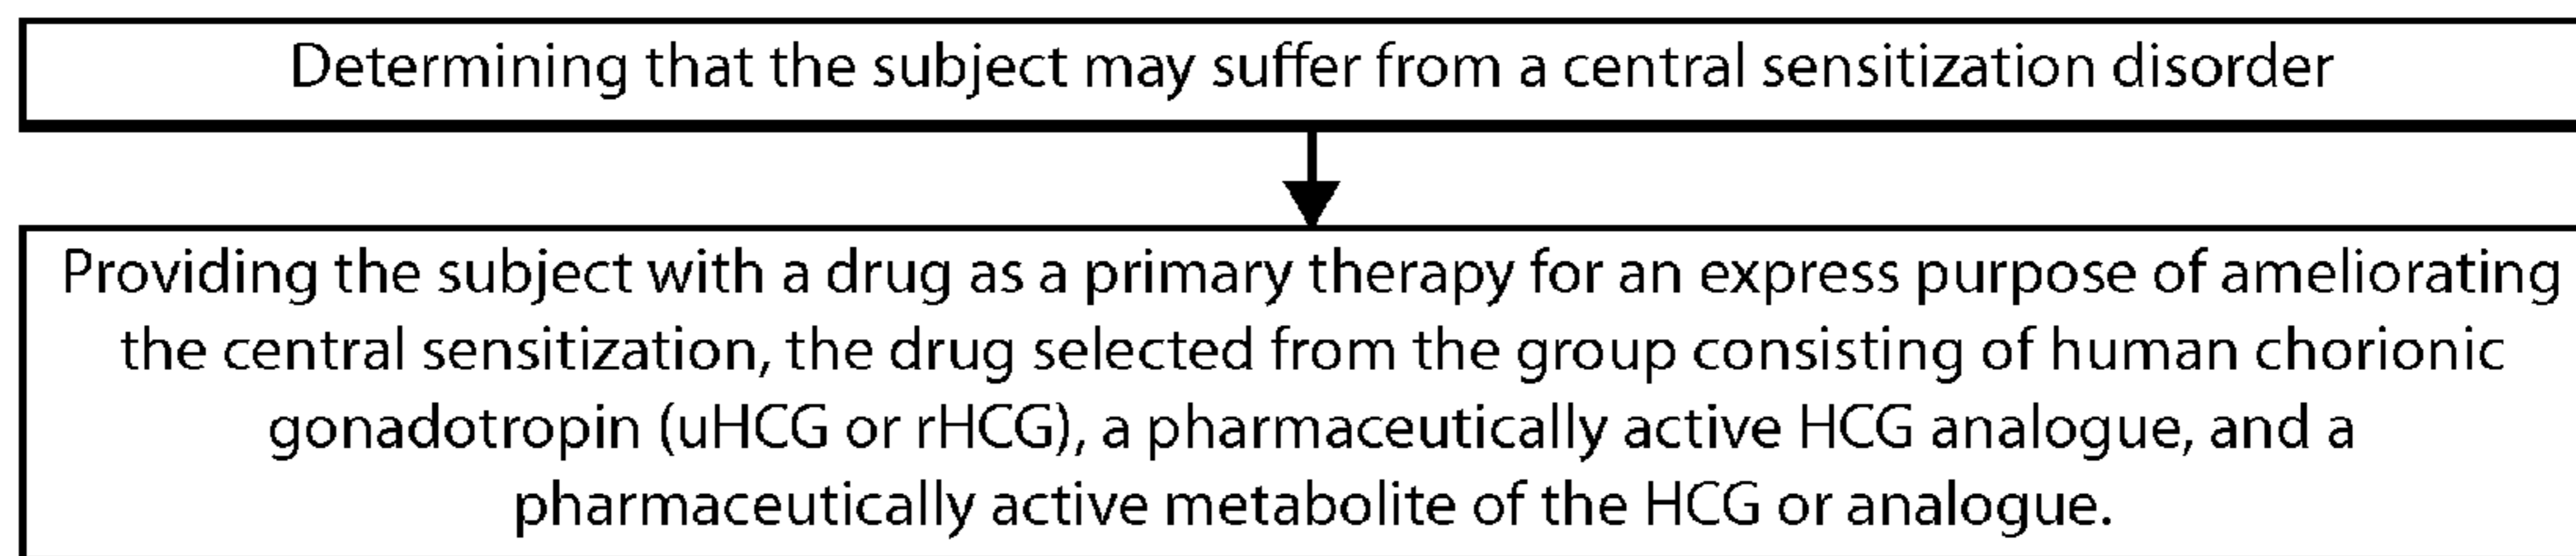 Determining that the subject may suffer from a central sensitization disorder
Providing the subject with a drug as a primary therapy for an express purpose of ameliorating
the central sensitization, the drug selected from the group consisting of human chorionic
gonadotropin (uHCG or rHCG), a pharmaceutically active HCG analogue, and a
pharmaceutically active metabolite of the HCG or analogue.